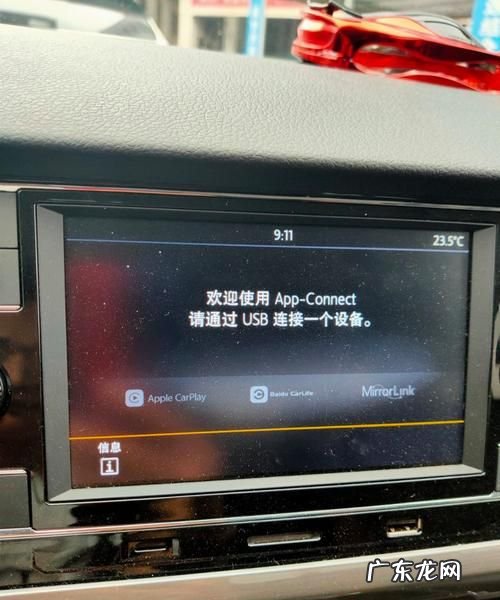 9:11
23.5°C
欢迎使用 App-Connect
请通过 USB 连接一个设备。
Apple CarPlay
Baidu CarLife
MirrorLink
信息
i
广东龙网